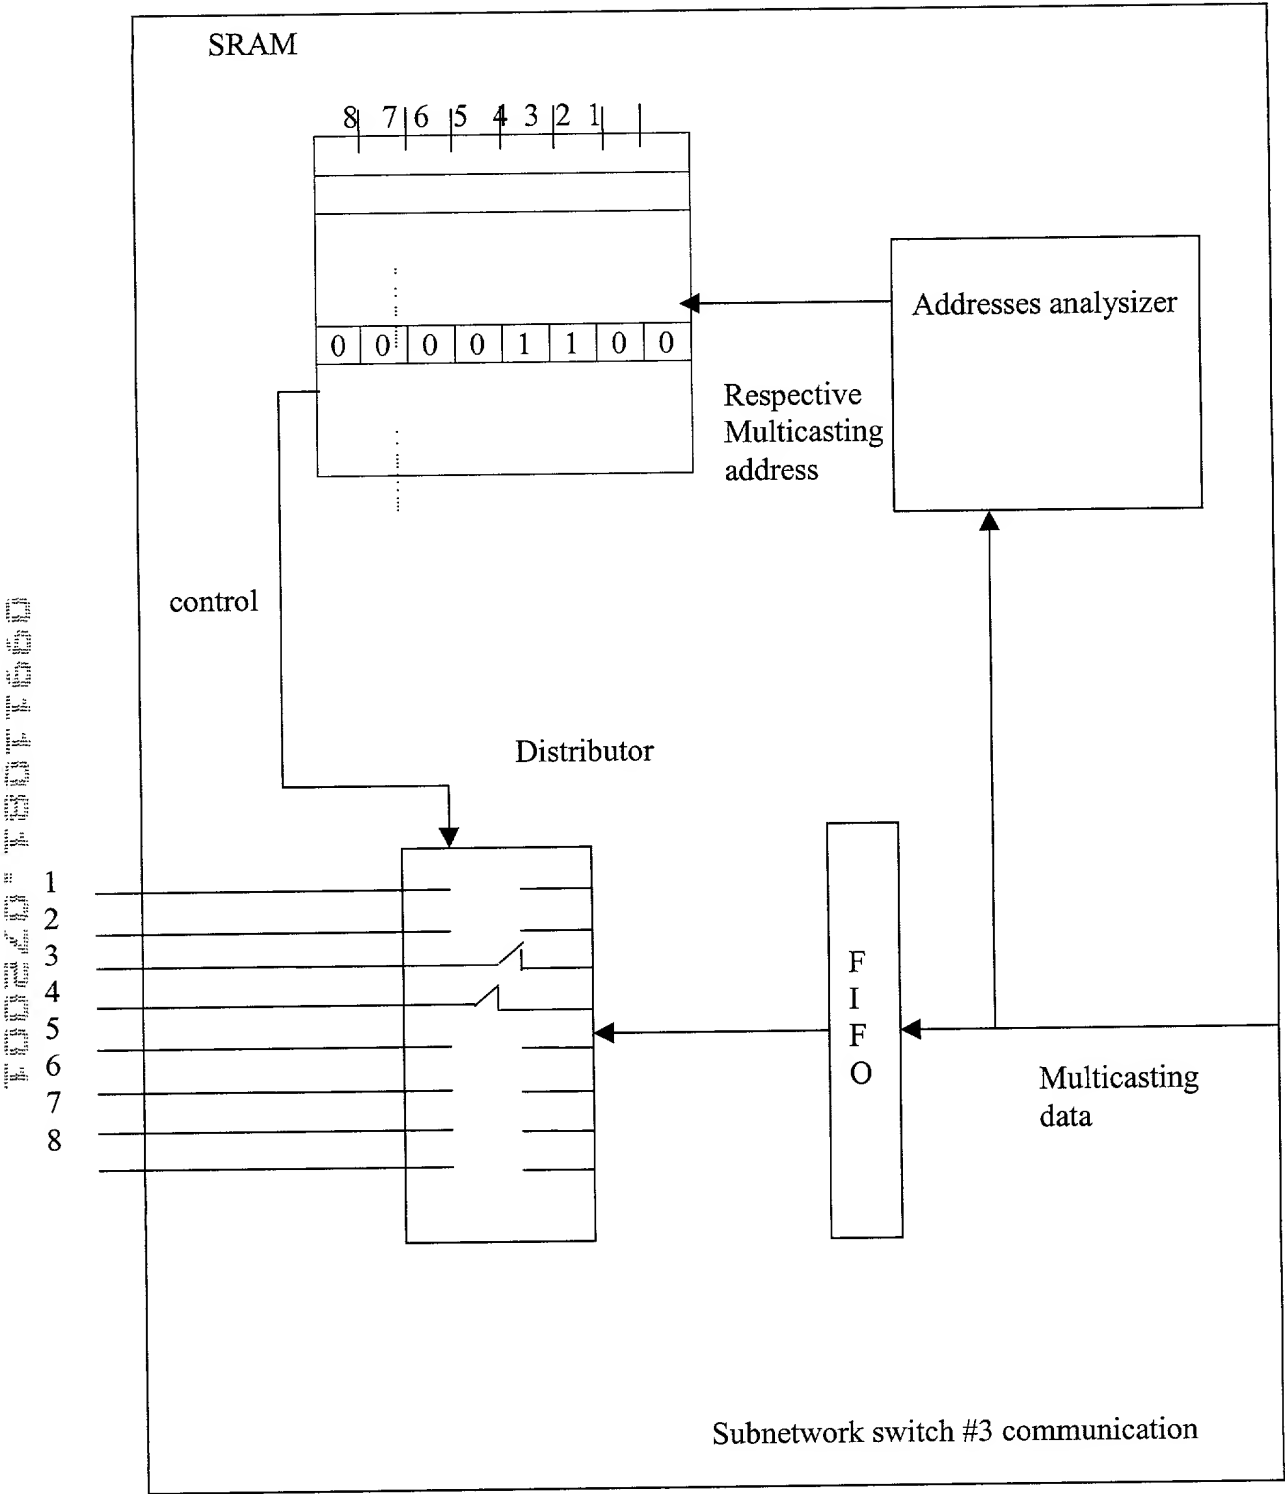 SRAM
8 7 6 5 4 3 2 1
Addresses analysizer
0 0 0 0 1 1 0 0
Respective
Multicasting
address
control
Distributor
1
2
3
4
5
6
7
8
F
I
F
O
Multicasting
data
Subnetwork switch #3 communication